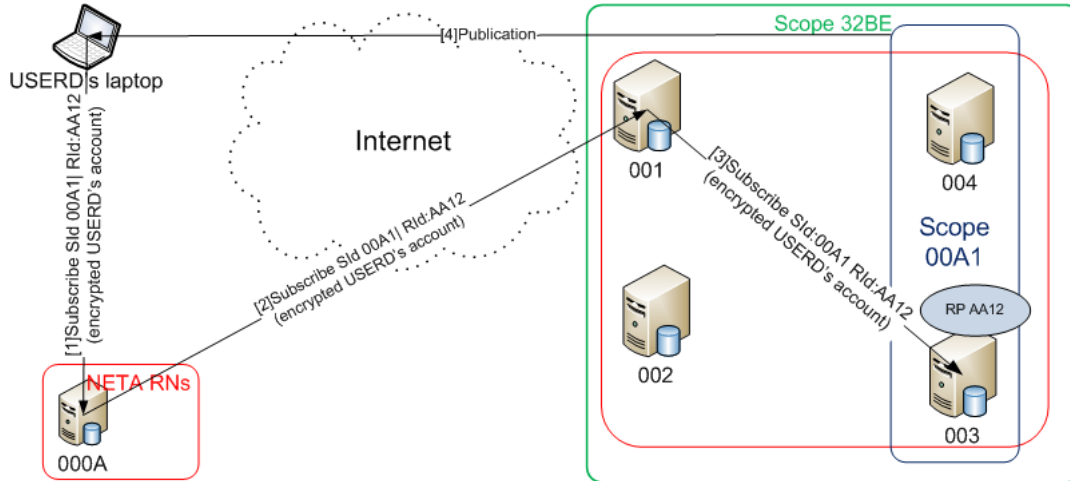 Scope 32BE
[4]Publication
USERD's laptop
Internet
001
004
[1]Subscribe SId 00A1| RId:AA12
(encrypted USERD's account)
[2]Subscribe SId 00A1| RId:AA12
(encrypted USERD's account)
[3]Subscribe SId:00A1 RId:AA12
(encrypted USERD's account)
Scope
00A1
RP AA12
002
003
NETA RNs
000A